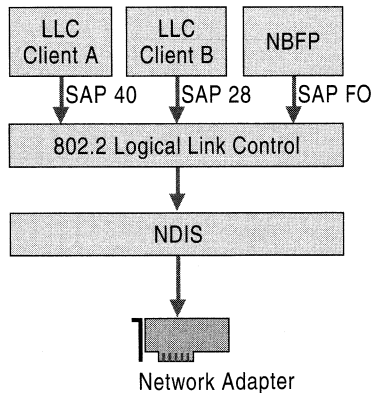 LLC
Client A
LLC
Client B
NBFP
SAP 40
SAP 28
SAP FO
802.2 Logical Link Control
NDIS
Network Adapter